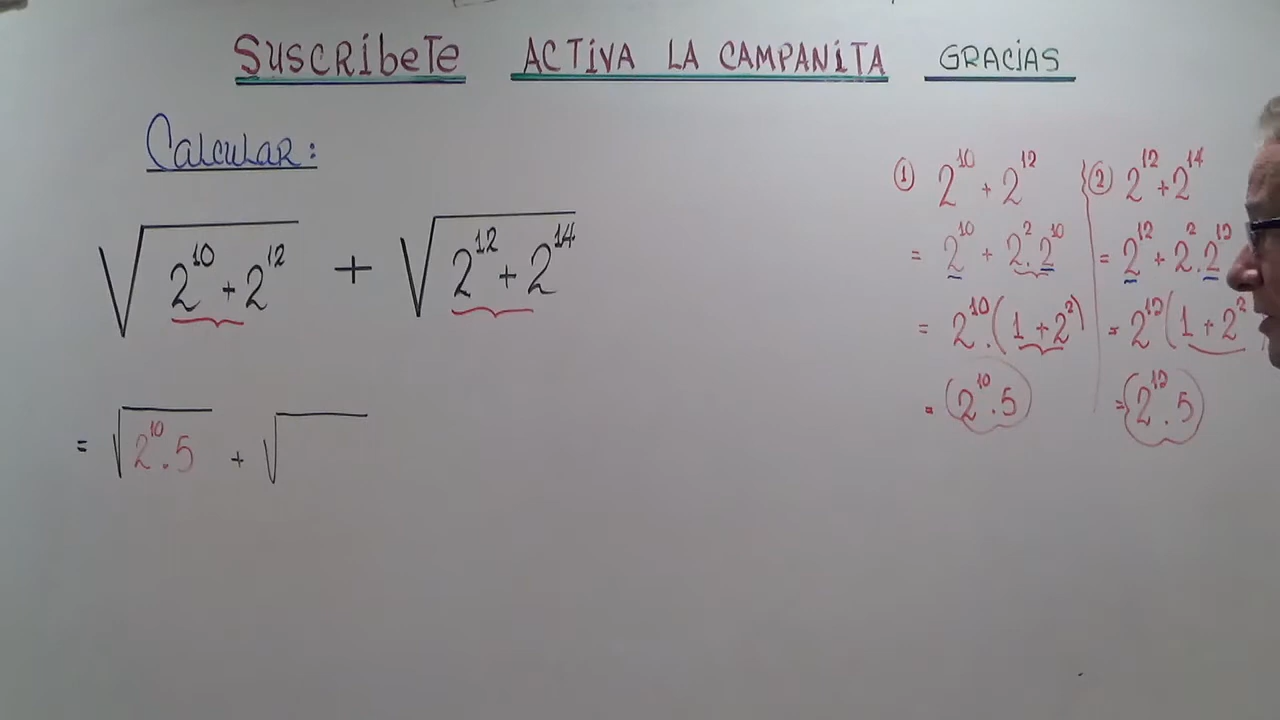 SUSCRÍBETE ACTIVA LA CAMPANITA GRACIAS
CALCULAR:
√(2^10 + 2^12) + √(2^12 + 2^14)
= √(2^10 . 5) + √
① 2^10 + 2^12
= 2^10 + 2^2 . 2^10
= 2^10 . (1 + 2^2)
= 2^10 . 5
② 2^12 + 2^14
= 2^12 + 2^2 . 2^12
= 2^12 (1 + 2^2
= 2^12 . 5